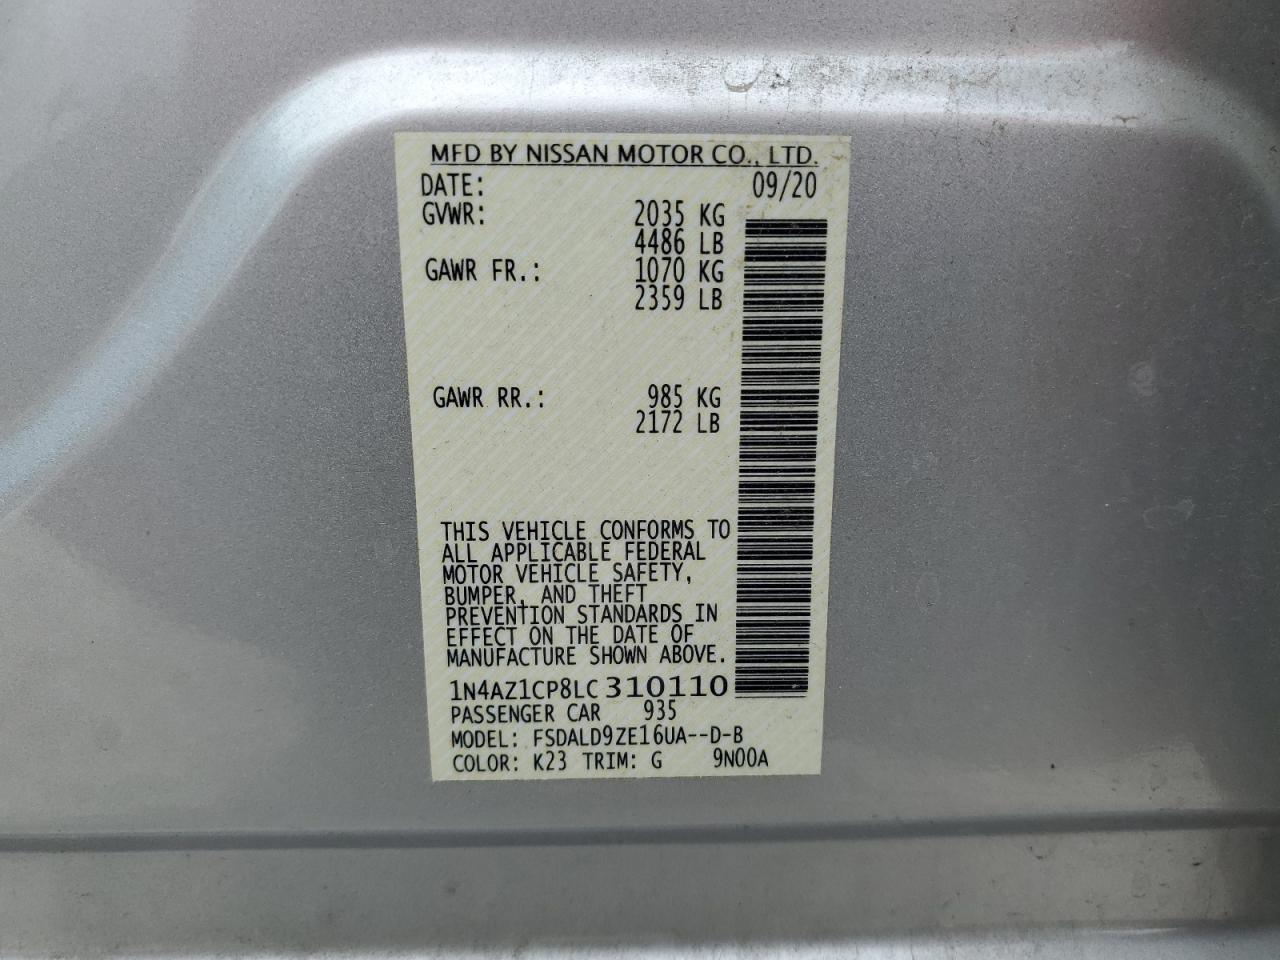 MFD BY NISSAN MOTOR CO., LTD.
DATE: 09/20
GVWR: 2035 KG
4486 LB
GAWR FR.: 1070 KG
2359 LB
GAWR RR.: 985 KG
2172 LB
THIS VEHICLE CONFORMS TO
ALL APPLICABLE FEDERAL
MOTOR VEHICLE SAFETY,
BUMPER, AND THEFT
PREVENTION STANDARDS IN
EFFECT ON THE DATE OF
MANUFACTURE SHOWN ABOVE.
1N4AZ1CP8LC310110
PASSENGER CAR 935
MODEL: FSDALD9ZE16UA--D-B
COLOR: K23 TRIM: G 9N00A